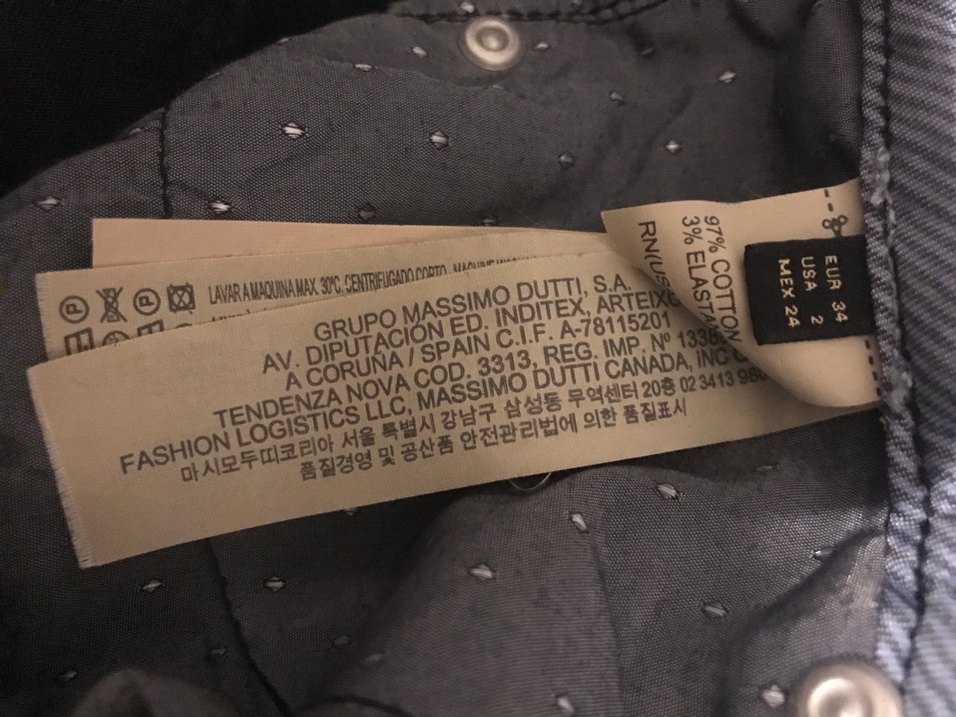 LAVAR A MAQUINA MAX. 30ºC. CENTRIFUGADO CORTO.
GRUPO MASSIMO DUTTI, S.A.
AV. DIPUTACIÓN ED. INDITEX, ARTEIXO
A CORUÑA / SPAIN C.I.F. A-78115201
TENDENZA NOVA COD. 3313, REG. IMP. Nº
FASHION LOGISTICS LLC, MASSIMO DUTTI CANADA, INC
마시모두띠코리아 서울 특별시 강남구 삼성동 무역센터 20층 02 3413
품질경영 및 공산품 안전관리법에 의한 품질표시
97% COTTON
3% ELASTAN
RN(US
EUR 34
USA 2
MEX 24